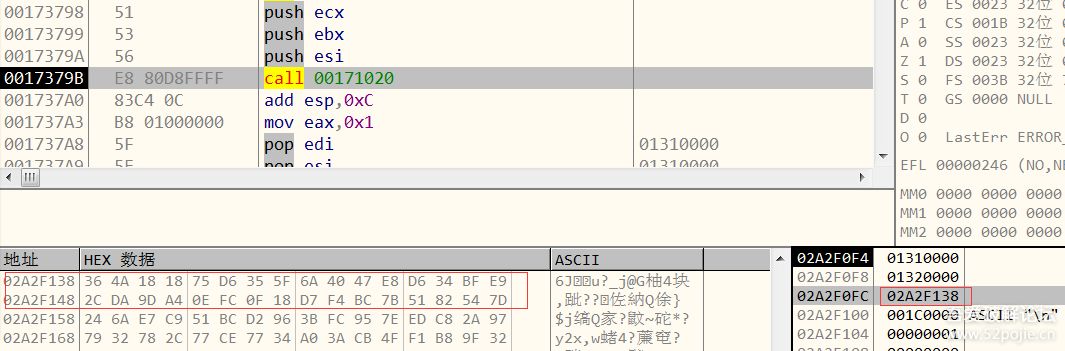 00173798 51 push ecx
00173799 53 push ebx
0017379A 56 push esi
0017379B E8 80D8FFFF call 00171020
001737A0 83C4 0C add esp,0xC
001737A3 B8 01000000 mov eax,0x1
001737A8 5F pop edi 01310000
001737A9 5E pop esi 01310000
C 0 ES 0023 32位
P 1 CS 001B 32位
A 0 SS 0023 32位
Z 1 DS 0023 32位
S 0 FS 003B 32位
T 0 GS 0000 NULL
D 0
O 0 LastErr ERROR_
EFL 00000246 (NO,NE
MM0 0000 0000 0000
MM1 0000 0000 0000
MM2 0000 0000 0000
地址 HEX 数据 ASCII
02A2F138 36 4A 18 18 75 D6 35 5F 6A 40 47 E8 D6 34 BF E9 6J u?_j@G柚4块
02A2F148 2C DA 9D A4 0E FC 0F 18 D7 F4 BC 7B 51 82 54 7D ,跐??佐納Q俆}
02A2F158 24 6A E7 C9 51 BC D2 96 3B FC 95 7E ED C8 2A 97 $j缟Q家?鼤~砣*?
02A2F168 79 32 78 2C 77 CE 77 34 A0 3A CB 4F F1 B8 9F 32
02A2F0F4 01310000
02A2F0F8 01320000
02A2F0FC 02A2F138
02A2F100 001C0000 ASCII "\n"
02A2F104 00000001
www.52pojie.cn